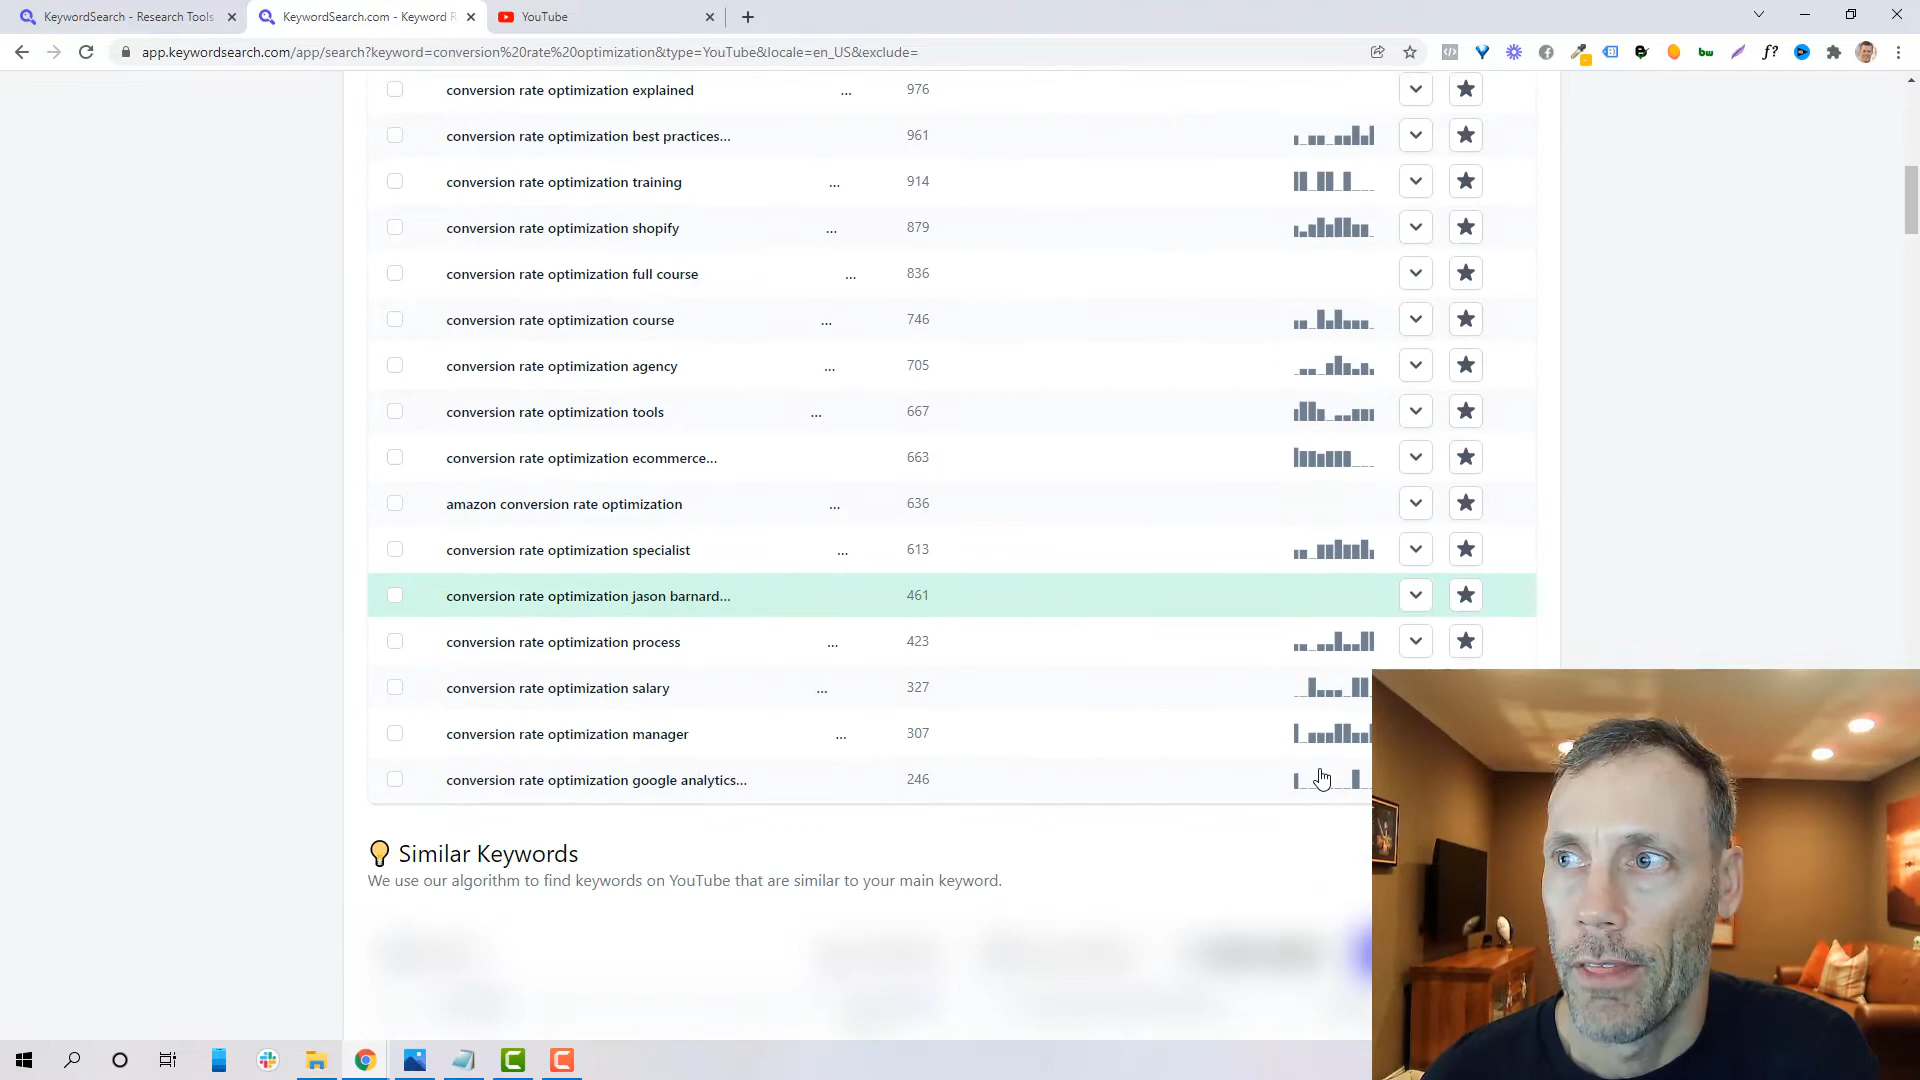 KeywordSearch - Research Tools
KeywordSearch.com - Keyword R
YouTube
app.keywordsearch.com/app/search?keyword=conversion%20rate%20optimization&type=YouTube&locale=en_US&exclude=
conversion rate optimization explained ... 976
conversion rate optimization best practices... 961
conversion rate optimization training ... 914
conversion rate optimization shopify ... 879
conversion rate optimization full course ... 836
conversion rate optimization course ... 746
conversion rate optimization agency ... 705
conversion rate optimization tools ... 667
conversion rate optimization ecommerce... 663
amazon conversion rate optimization ... 636
conversion rate optimization specialist ... 613
conversion rate optimization jason barnard... 461
conversion rate optimization process ... 423
conversion rate optimization salary ... 327
conversion rate optimization manager ... 307
conversion rate optimization google analytics... 246
Similar Keywords
We use our algorithm to find keywords on YouTube that are similar to your main keyword.